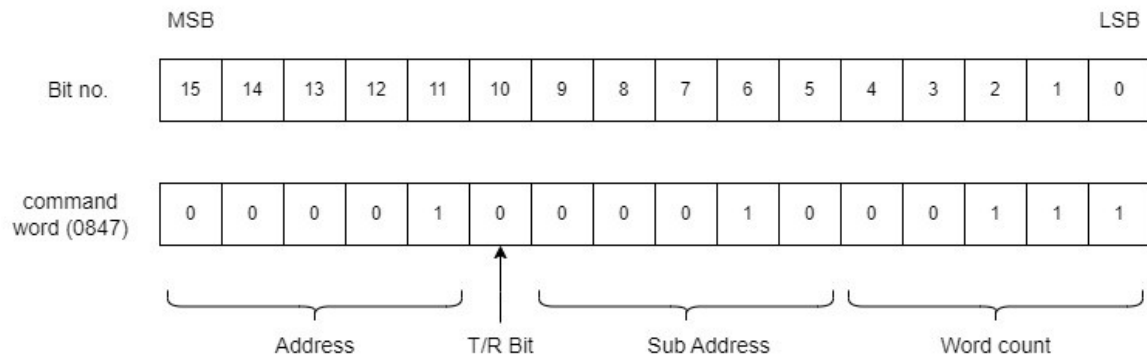 MSB LSB
Bit no. 15 14 13 12 11 10 9 8 7 6 5 4 3 2 1 0
command
word (0847) 0 0 0 0 1 0 0 0 0 1 0 0 0 1 1 1
Address T/R Bit Sub Address Word count